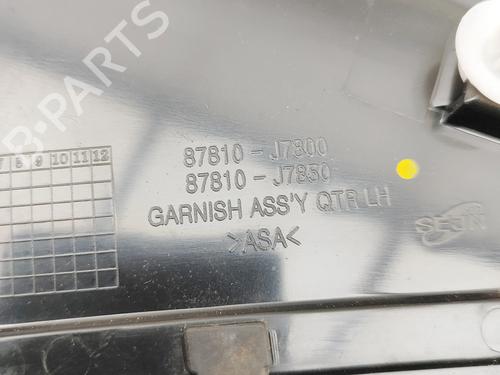 B-PARTS
7 8 9 10 11 12
87810-J7800
87810-J7850
GARNISH ASS'Y QTR LH
>ASA<